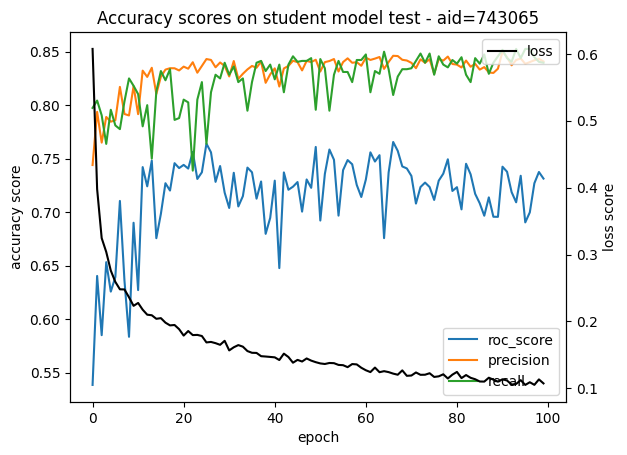 Accuracy scores on student model test - aid=743065
accuracy score
0.85
0.80
0.75
0.70
0.65
0.60
0.55
0
20
40
60
80
100
epoch
0.6
0.5
0.4
0.3
0.2
0.1
loss score
loss
roc_score
precision
recall